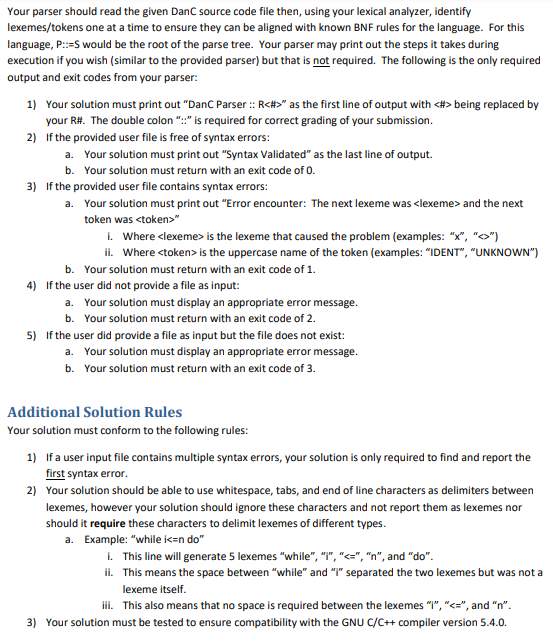 Your parser should read the given DanC source code file then, using your lexical analyzer, identify
lexemes/tokens one at a time to ensure they can be aligned with known BNF rules for the language. For this
language, P::=S would be the root of the parse tree. Your parser may print out the steps it takes during
execution if you wish (similar to the provided parser) but that is not required. The following is the only required
output and exit codes from your parser:
1) Your solution must print out “DanC Parser :: R<#>” as the first line of output with <#> being replaced by
your R#. The double colon “::” is required for correct grading of your submission.
2) If the provided user file is free of syntax errors:
a. Your solution must print out “Syntax Validated” as the last line of output.
b. Your solution must return with an exit code of 0.
3) If the provided user file contains syntax errors:
a. Your solution must print out “Error encounter: The next lexeme was <lexeme> and the next
token was <token>”
i. Where <lexeme> is the lexeme that caused the problem (examples: “x”, “<>”)
ii. Where <token> is the uppercase name of the token (examples: “IDENT”, “UNKNOWN”)
b. Your solution must return with an exit code of 1.
4) If the user did not provide a file as input:
a. Your solution must display an appropriate error message.
b. Your solution must return with an exit code of 2.
5) If the user did provide a file as input but the file does not exist:
a. Your solution must display an appropriate error message.
b. Your solution must return with an exit code of 3.
Additional Solution Rules
Your solution must conform to the following rules:
1) If a user input file contains multiple syntax errors, your solution is only required to find and report the
first syntax error.
2) Your solution should be able to use whitespace, tabs, and end of line characters as delimiters between
lexemes, however your solution should ignore these characters and not report them as lexemes nor
should it require these characters to delimit lexemes of different types.
a. Example: “while i<=n do”
i. This line will generate 5 lexemes “while”, “i”, “<=”, “n”, and “do”.
ii. This means the space between “while” and “i” separated the two lexemes but was not a
lexeme itself.
iii. This also means that no space is required between the lexemes “i”, “<=”, and “n”.
3) Your solution must be tested to ensure compatibility with the GNU C/C++ compiler version 5.4.0.